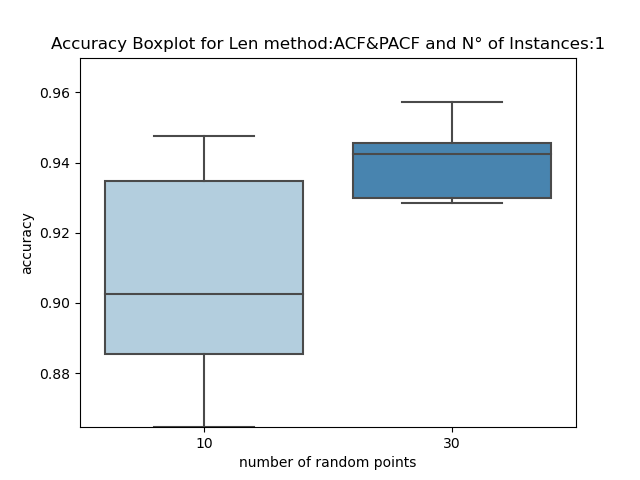 Accuracy Boxplot for Len method:ACF&PACF and N° of Instances:1
0.96
0.94
0.92
0.90
0.88
accuracy
10 30
number of random points